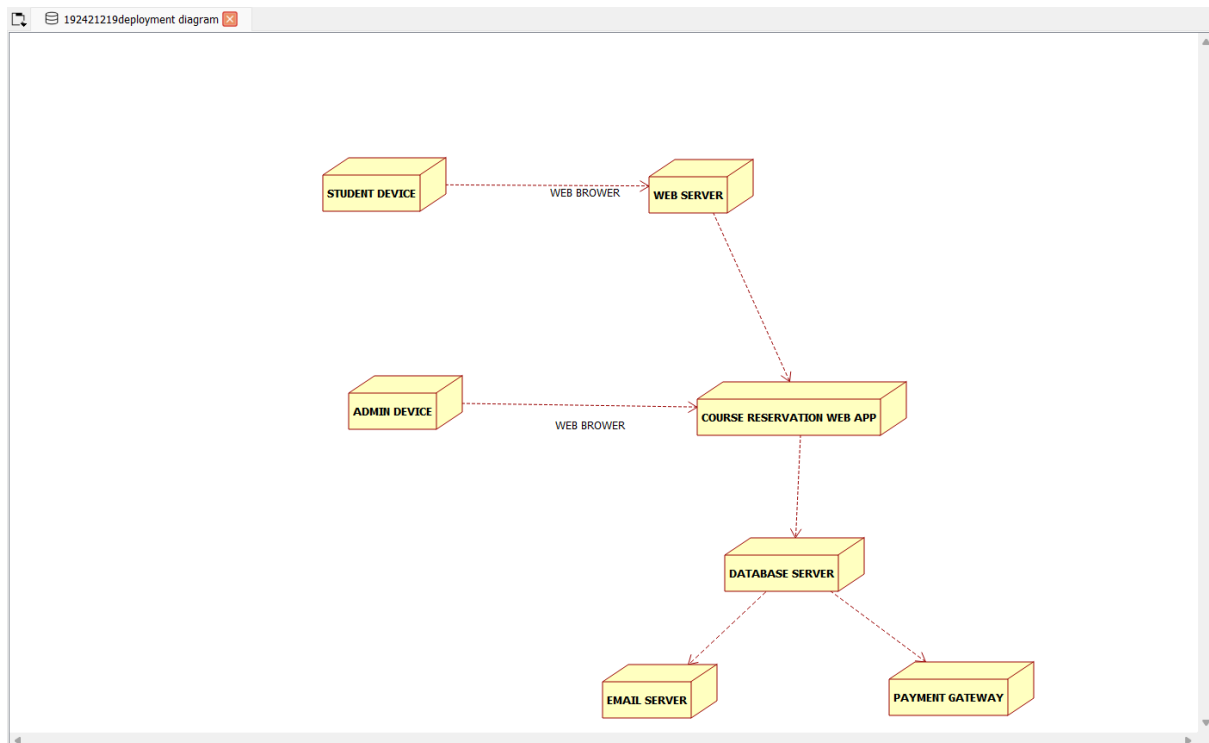 192421219deployment diagram
STUDENT DEVICE
WEB BROWER
WEB SERVER
ADMIN DEVICE
WEB BROWER
COURSE RESERVATION WEB APP
DATABASE SERVER
EMAIL SERVER
PAYMENT GATEWAY